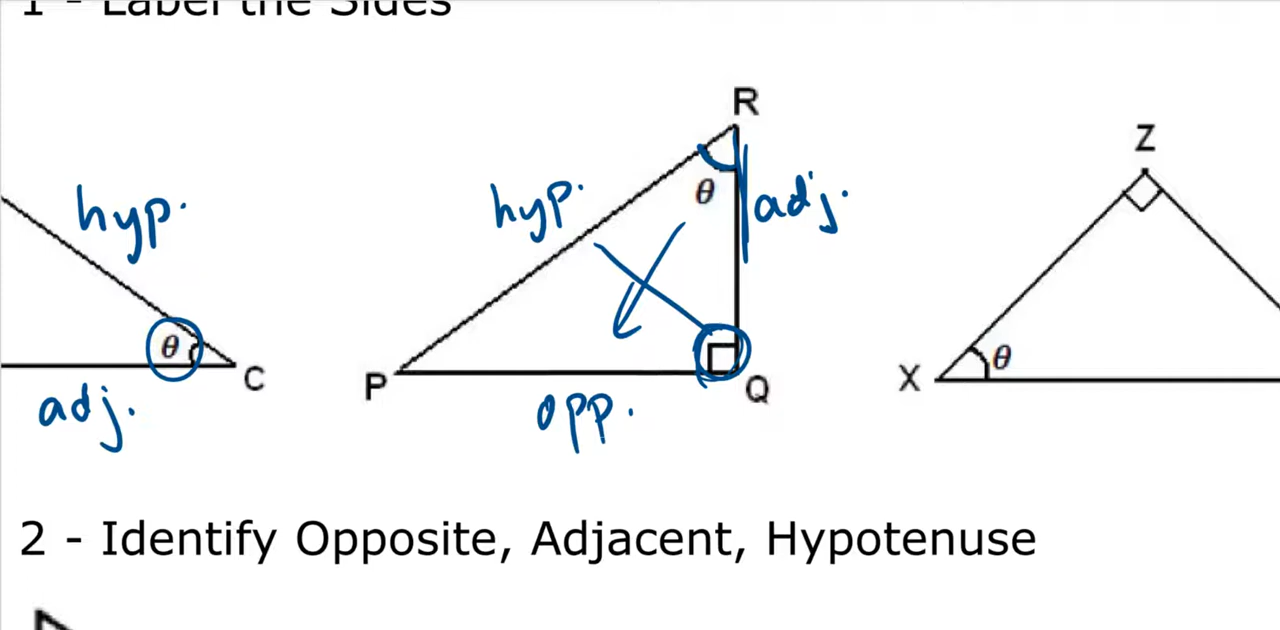 1 - Label the Sides
R
Z
hyp.
hyp.
θ
adj.
θ
θ
C
P
Q
X
adj.
opp.
2 - Identify Opposite, Adjacent, Hypotenuse